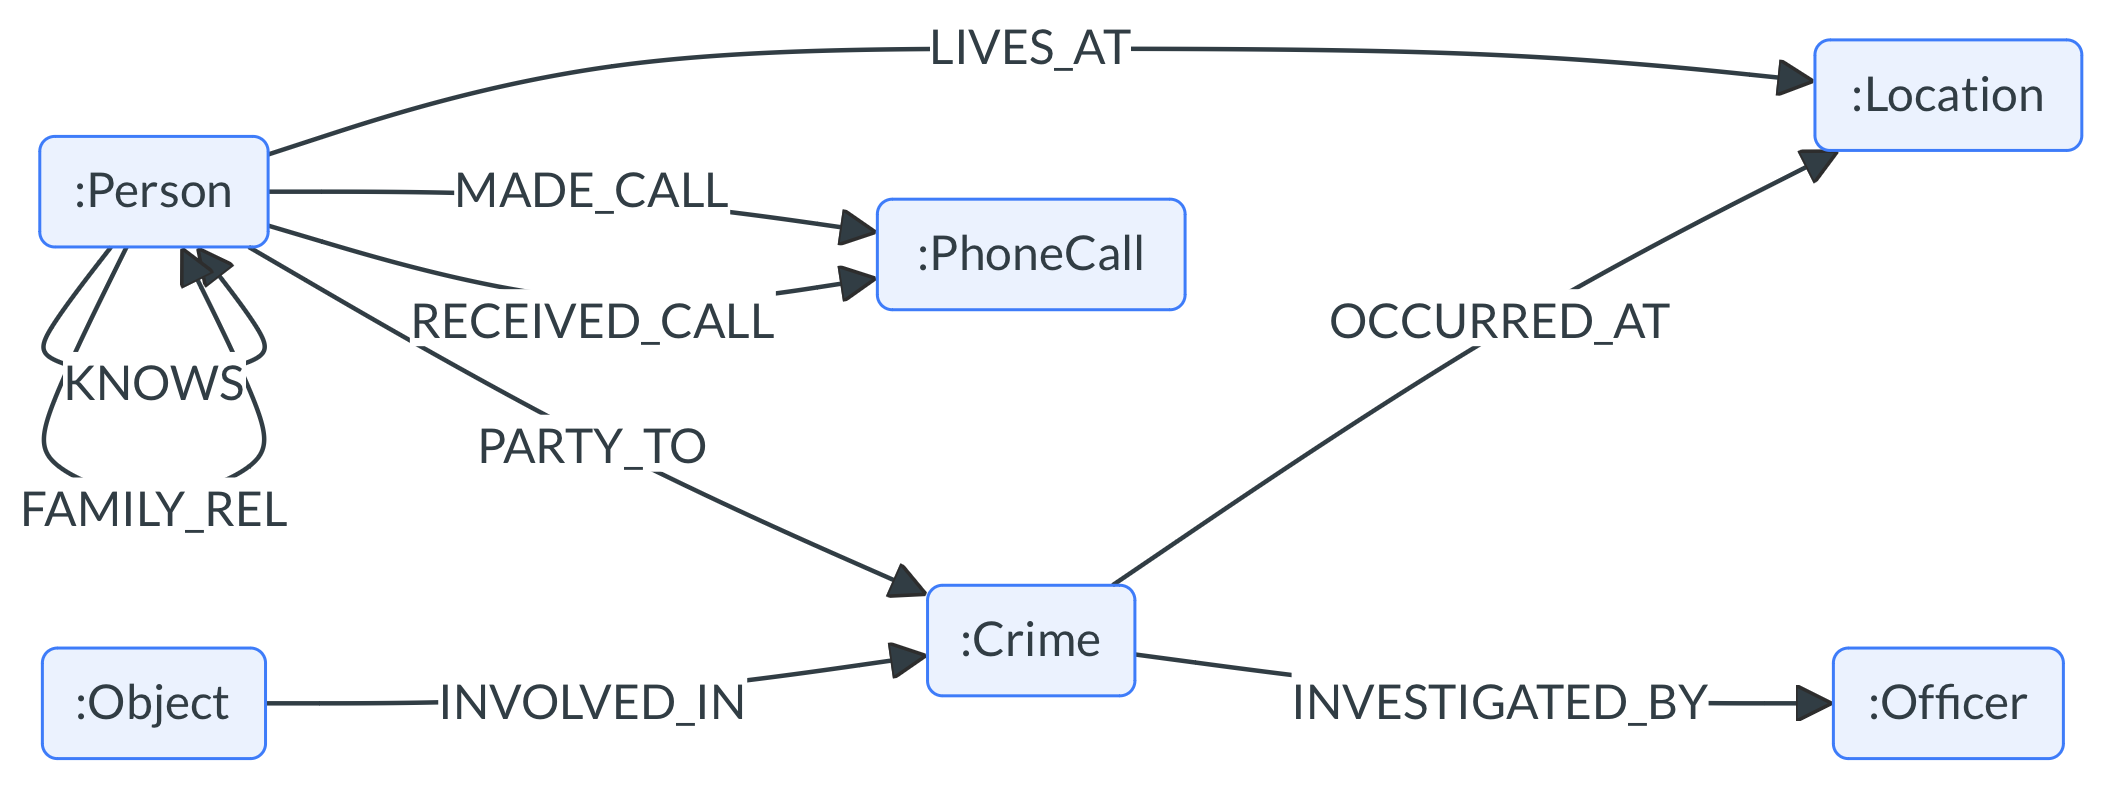 LIVES_AT
:Location
:Person
MADE_CALL
:PhoneCall
RECEIVED_CALL
OCCURRED_AT
KNOWS
PARTY_TO
FAMILY_REL
:Crime
:Object
INVOLVED_IN
INVESTIGATED_BY
:Officer